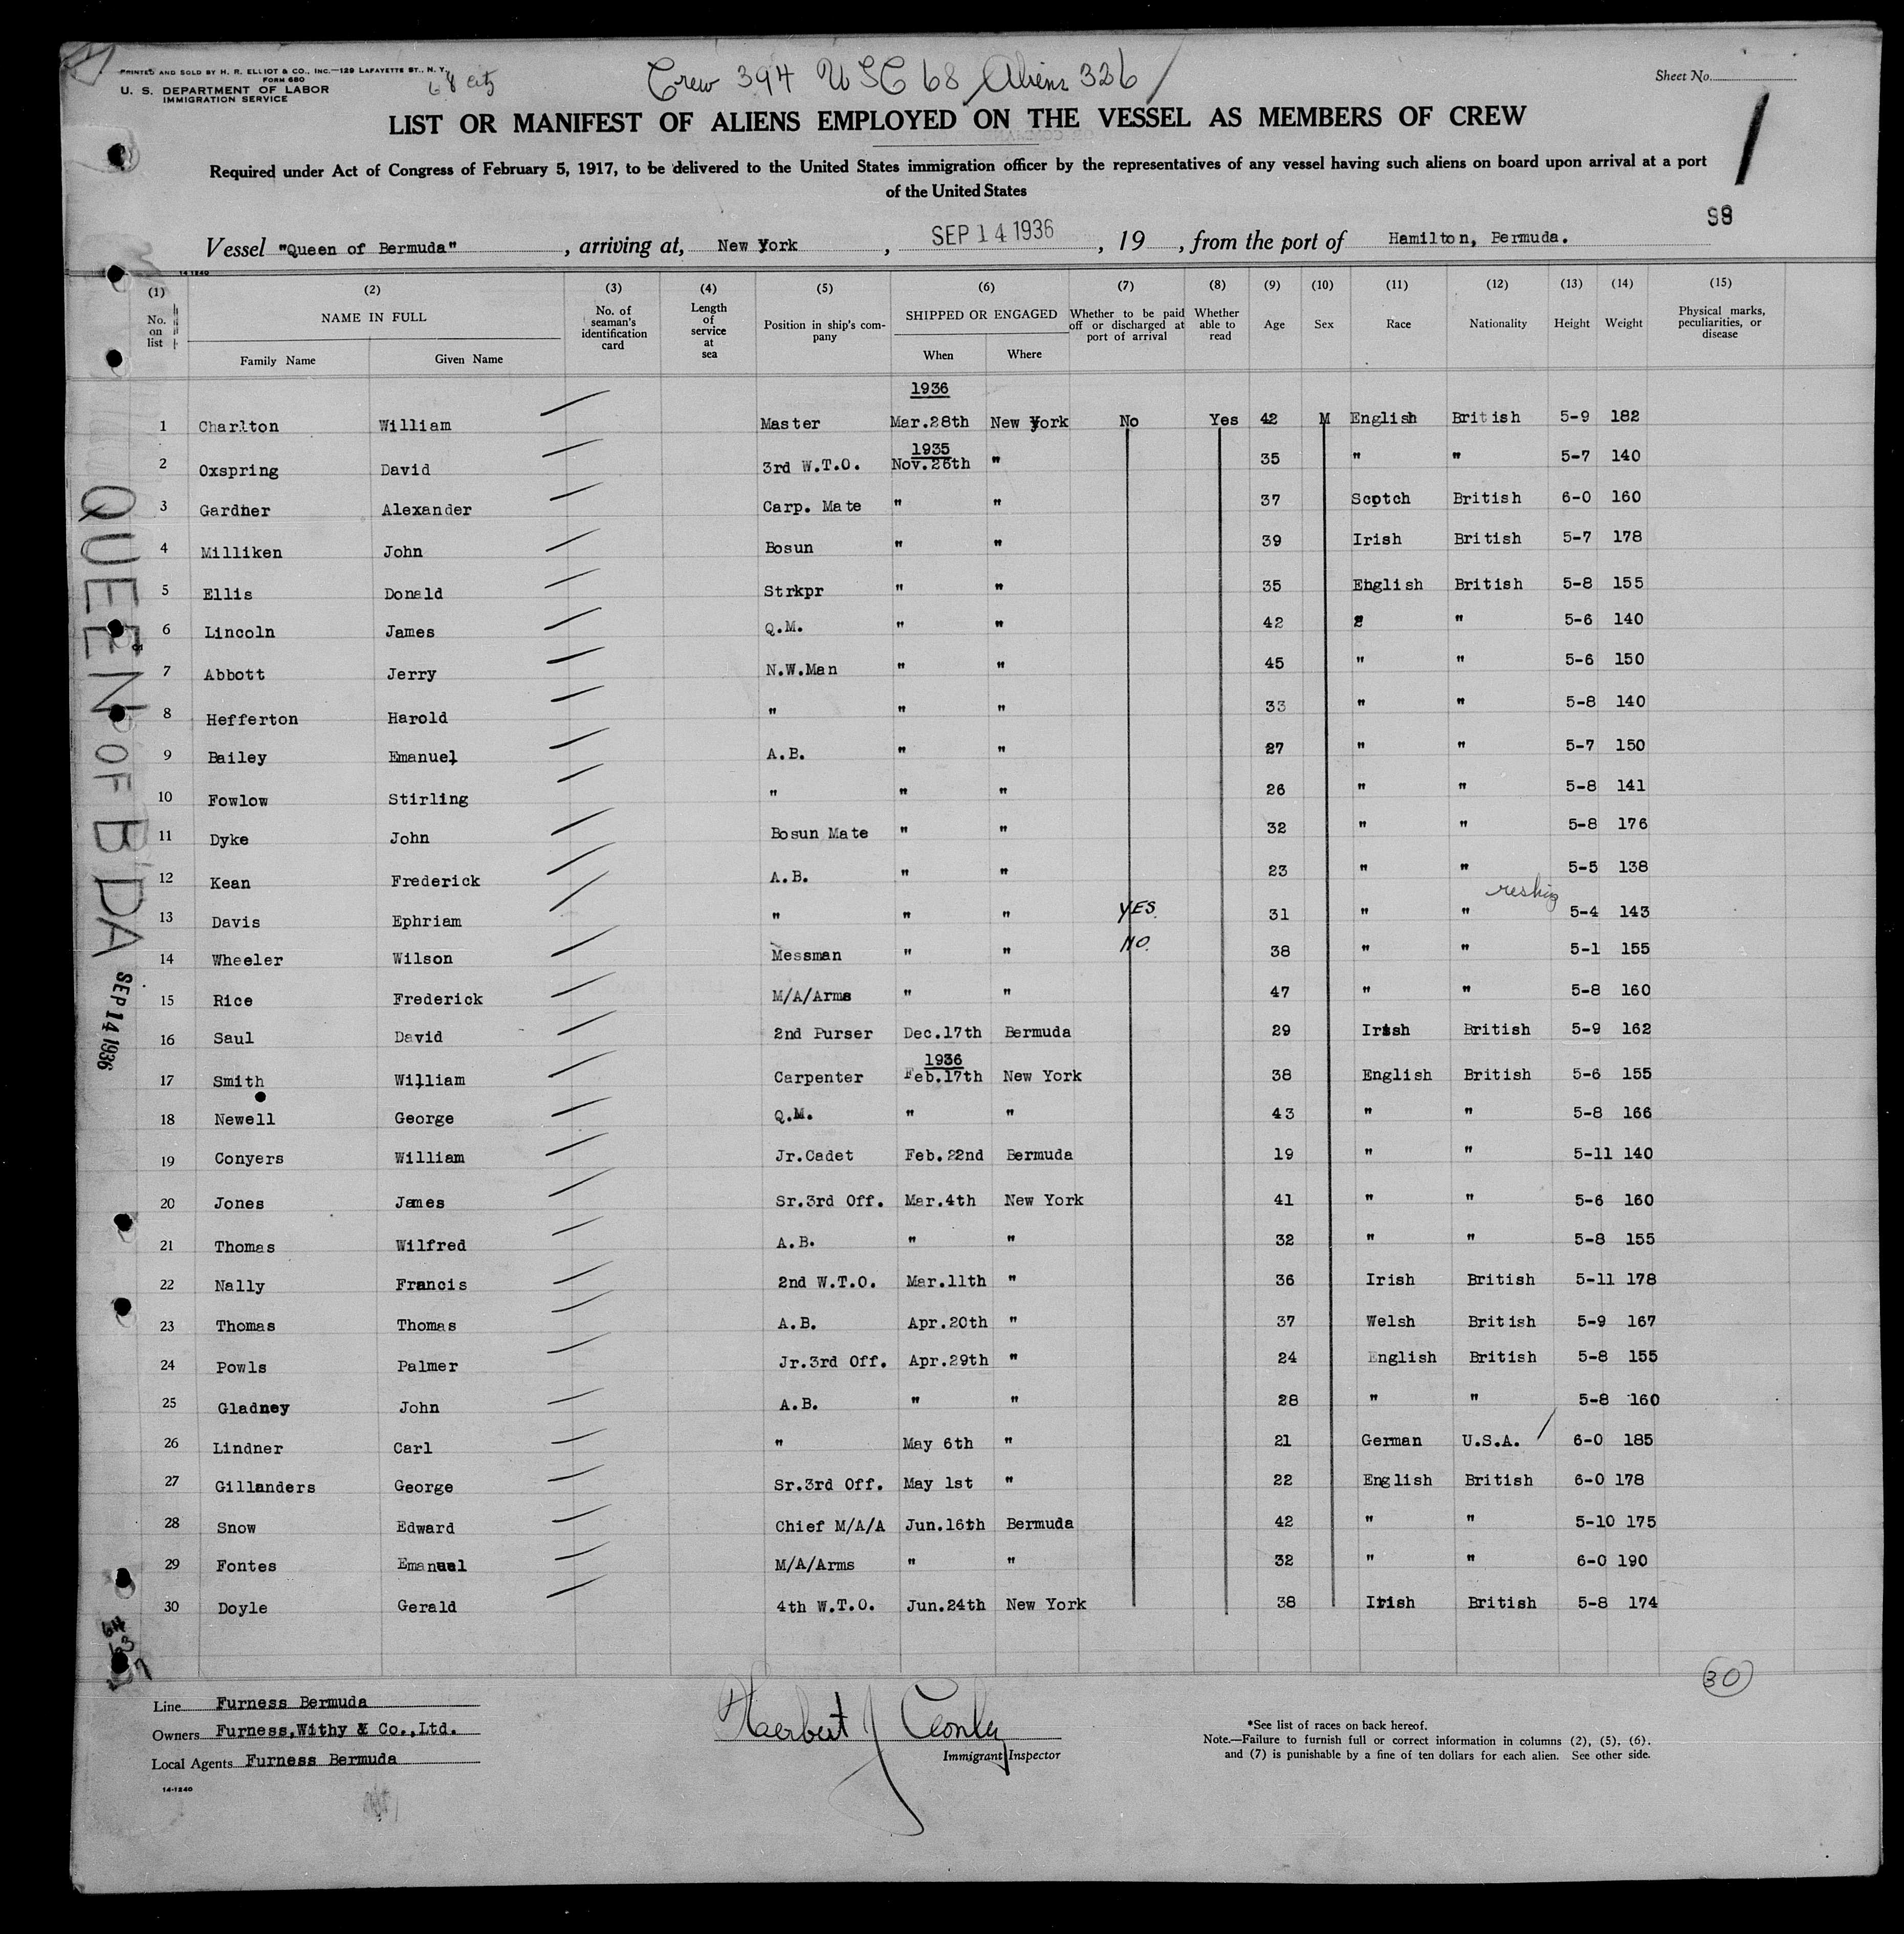 PRINTED AND SOLD BY H. R. ELLIOT & CO., INC.—129 LAFAYETTE ST., N. Y.
FORM 680
U. S. DEPARTMENT OF LABOR
IMMIGRATION SERVICE
68 City
Crew 394 USC 68 Aliens 326
Sheet No.
LIST OR MANIFEST OF ALIENS EMPLOYED ON THE VESSEL AS MEMBERS OF CREW
1
Required under Act of Congress of February 5, 1917, to be delivered to the United States immigration officer by the representatives of any vessel having such aliens on board upon arrival at a port
of the United States
Vessel "Queen of Bermuda", arriving at, New York, SEP 14 1936, 19 , from the port of Hamilton, Bermuda.
14-1240
(1) (2) (3) (4) (5) (6) (7) (8) (9) (10) (11) (12) (13) (14) (15)
No. on list NAME IN FULL Family Name Given Name No. of seaman's identification card Length of service at sea Position in ship's company SHIPPED OR ENGAGED When Where Whether to be paid off or discharged at port of arrival Whether able to read Age Sex Race Nationality Height Weight Physical marks, peculiarities, or disease
1936
1 Charlton William Master Mar.28th New York No Yes 42 M English British 5-9 182
1935
2 Oxspring David 3rd W.T.O. Nov.26th " 35 " " 5-7 140
3 Gardner Alexander Carp. Mate " " 37 Scotch British 6-0 160
4 Milliken John Bosun " " 39 Irish British 5-7 178
5 Ellis Donald Strkpr " " 35 English British 5-8 155
6 Lincoln James Q.M. " " 42 " " 5-6 140
7 Abbott Jerry N.W.Man " " 45 " " 5-6 150
8 Hefferton Harold " " " 33 " " 5-8 140
9 Bailey Emanuel A.B. " " 27 " " 5-7 150
10 Fowlow Stirling " " " 26 " " 5-8 141
11 Dyke John Bosun Mate " " 32 " " 5-8 176
12 Kean Frederick A.B. " " 23 " " 5-5 138
13 Davis Ephriam " " " YES. 31 " " reship 5-4 143
14 Wheeler Wilson Messman " " NO. 38 " " 5-1 155
15 Rice Frederick M/A/Arms " " 47 " " 5-8 160
16 Saul David 2nd Purser Dec.17th Bermuda 29 Irish British 5-9 162
1936
17 Smith William Carpenter Feb.17th New York 38 English British 5-6 155
18 Newell George Q.M. " " 43 " " 5-8 166
19 Conyers William Jr.Cadet Feb.22nd Bermuda 19 " " 5-11 140
20 Jones James Sr.3rd Off. Mar.4th New York 41 " " 5-6 160
21 Thomas Wilfred A.B. " " 32 " " 5-8 155
22 Nally Francis 2nd W.T.O. Mar.11th " 36 Irish British 5-11 178
23 Thomas Thomas A.B. Apr.20th " 37 Welsh British 5-9 167
24 Powls Palmer Jr.3rd Off. Apr.29th " 24 English British 5-8 155
25 Gladney John A.B. " " 28 " " 5-8 160
26 Lindner Carl " May 6th " 21 German U.S.A. 6-0 185
27 Gillanders George Sr.3rd Off. May 1st " 22 English British 6-0 178
28 Snow Edward Chief M/A/A Jun.16th Bermuda 42 " " 5-10 175
29 Fontes Emanuel M/A/Arms " " 32 " " 6-0 190
30 Doyle Gerald 4th W.T.O. Jun.24th New York 38 Irish British 5-8 174
QUEEN OF B'DA SEP 14 1936
30
Line Furness Bermuda
Owners Furness,Withy & Co.,Ltd.
Local Agents Furness Bermuda
14-1240
Herbert J
Immigrant Inspector
*See list of races on back hereof.
Note.—Failure to furnish full or correct information in columns (2), (5), (6),
and (7) is punishable by a fine of ten dollars for each alien. See other side.